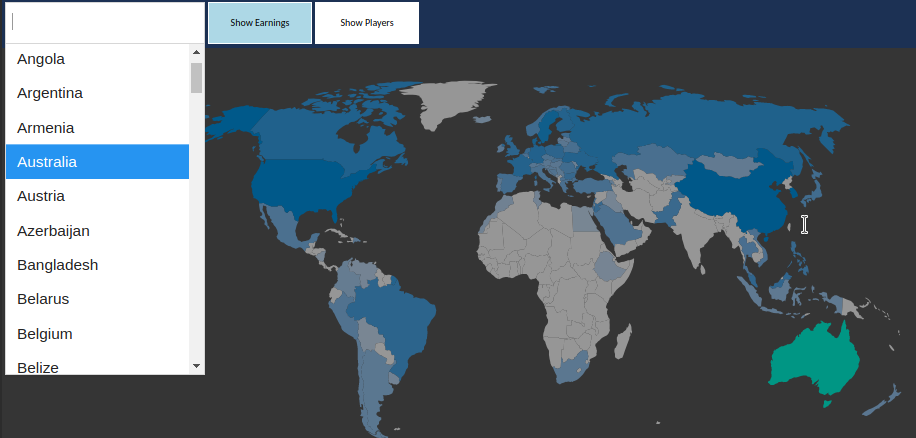 Show Earnings
Show Players
Angola
Argentina
Armenia
Australia
Austria
Azerbaijan
Bangladesh
Belarus
Belgium
Belize